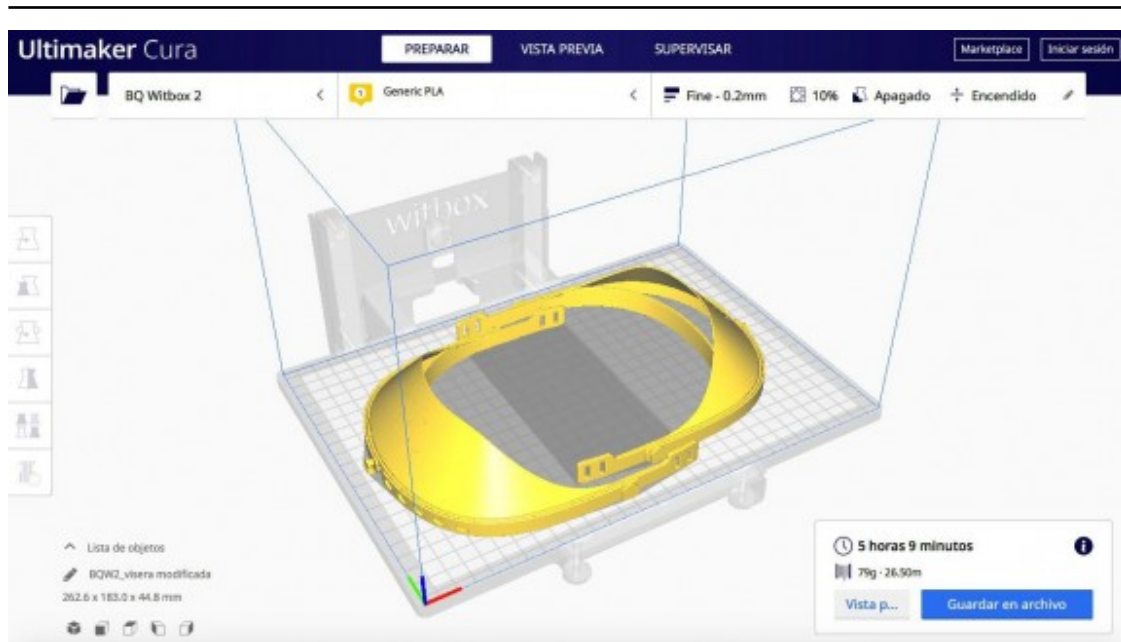 Ultimaker Cura
PREPARAR
VISTA PREVIA
SUPERVISAR
Marketplace
Iniciar sesión
BQ Witbox 2
1
Generic PLA
Fine - 0.2mm
10%
Apagado
Encendido
witbox
Lista de objetos
BQW2_visera modificada
262.6 x 183.0 x 44.8 mm
5 horas 9 minutos
79g · 26.50m
Vista p...
Guardar en archivo